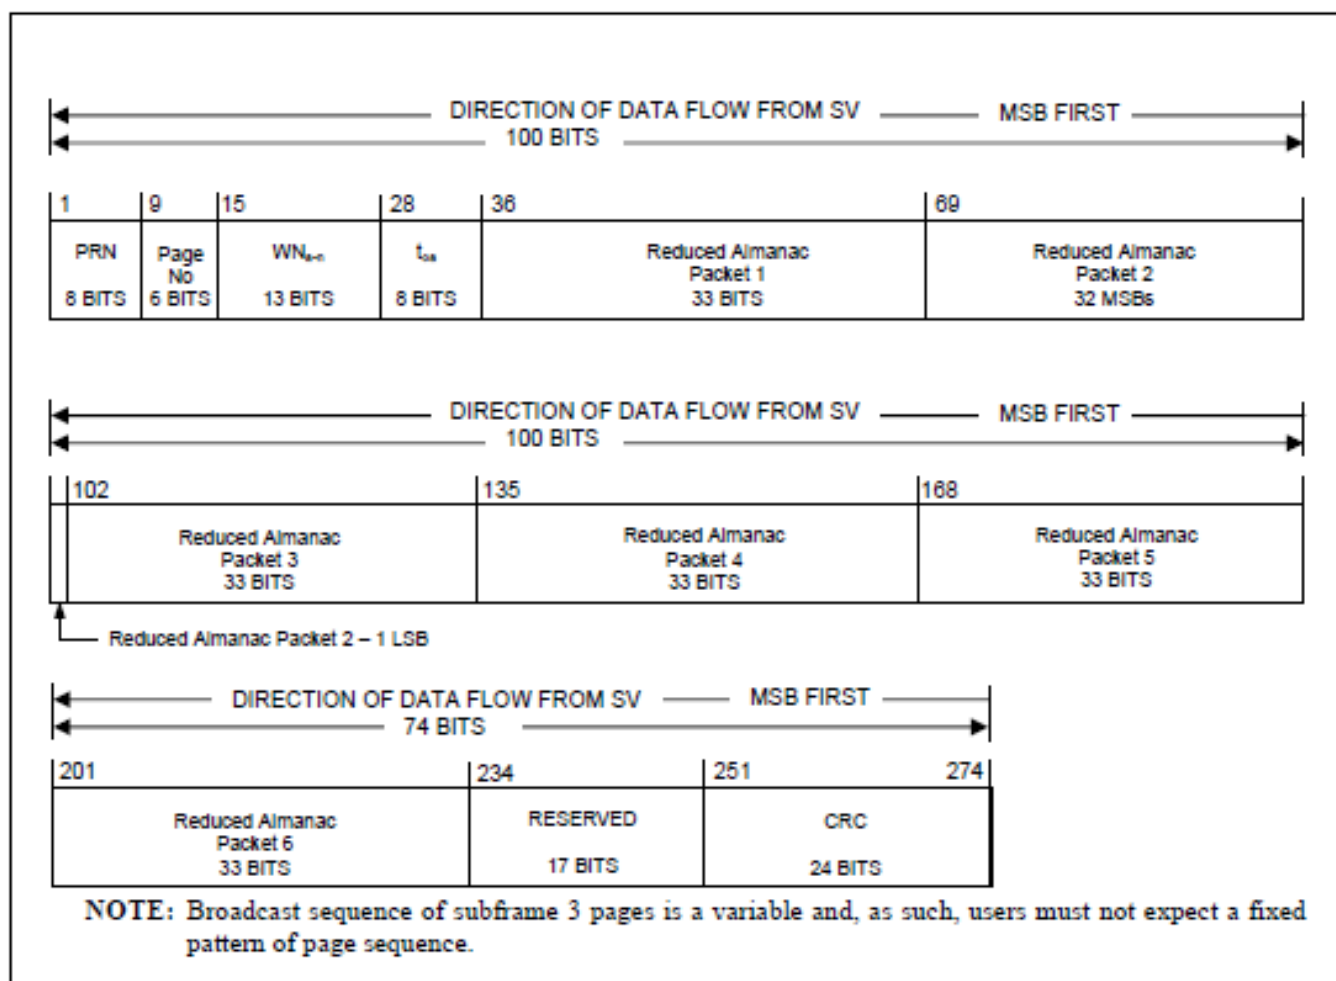 DIRECTION OF DATA FLOW FROM SV MSB FIRST
100 BITS
1 9 15 28 36 69
PRN Page No WNa-n toa Reduced Almanac Packet 1 Reduced Almanac Packet 2
8 BITS 6 BITS 13 BITS 8 BITS 33 BITS 32 MSBs
DIRECTION OF DATA FLOW FROM SV MSB FIRST
100 BITS
102 135 168
Reduced Almanac Reduced Almanac Reduced Almanac
Packet 3 Packet 4 Packet 5
33 BITS 33 BITS 33 BITS
Reduced Almanac Packet 2 – 1 LSB
DIRECTION OF DATA FLOW FROM SV MSB FIRST
74 BITS
201 234 251 274
Reduced Almanac Packet 6 RESERVED CRC
33 BITS 17 BITS 24 BITS
NOTE: Broadcast sequence of subframe 3 pages is a variable and, as such, users must not expect a fixed
pattern of page sequence.